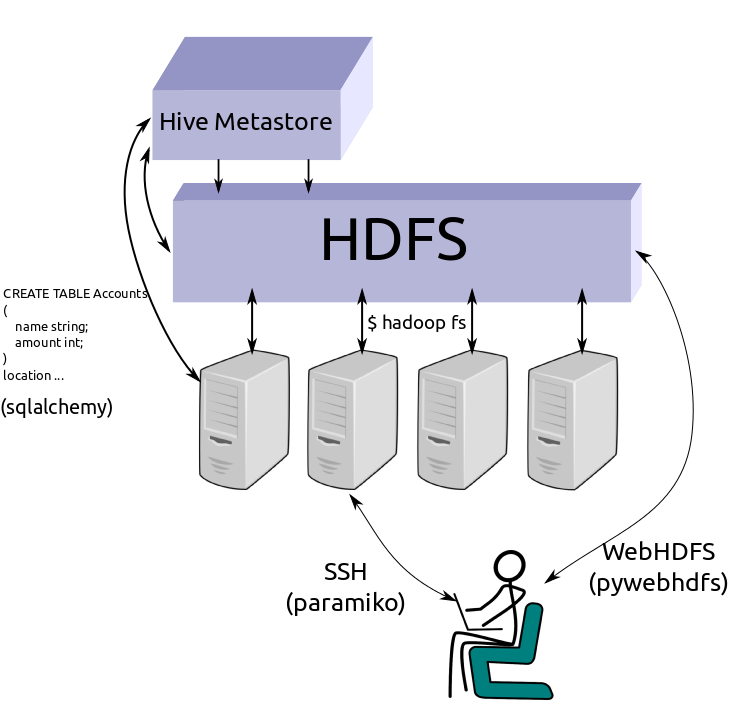 Hive Metastore
HDFS
CREATE TABLE Accounts
(
name string;
amount int;
)
location ...
(sqlalchemy)
$ hadoop fs
SSH
(paramiko)
WebHDFS
(pywebhdfs)